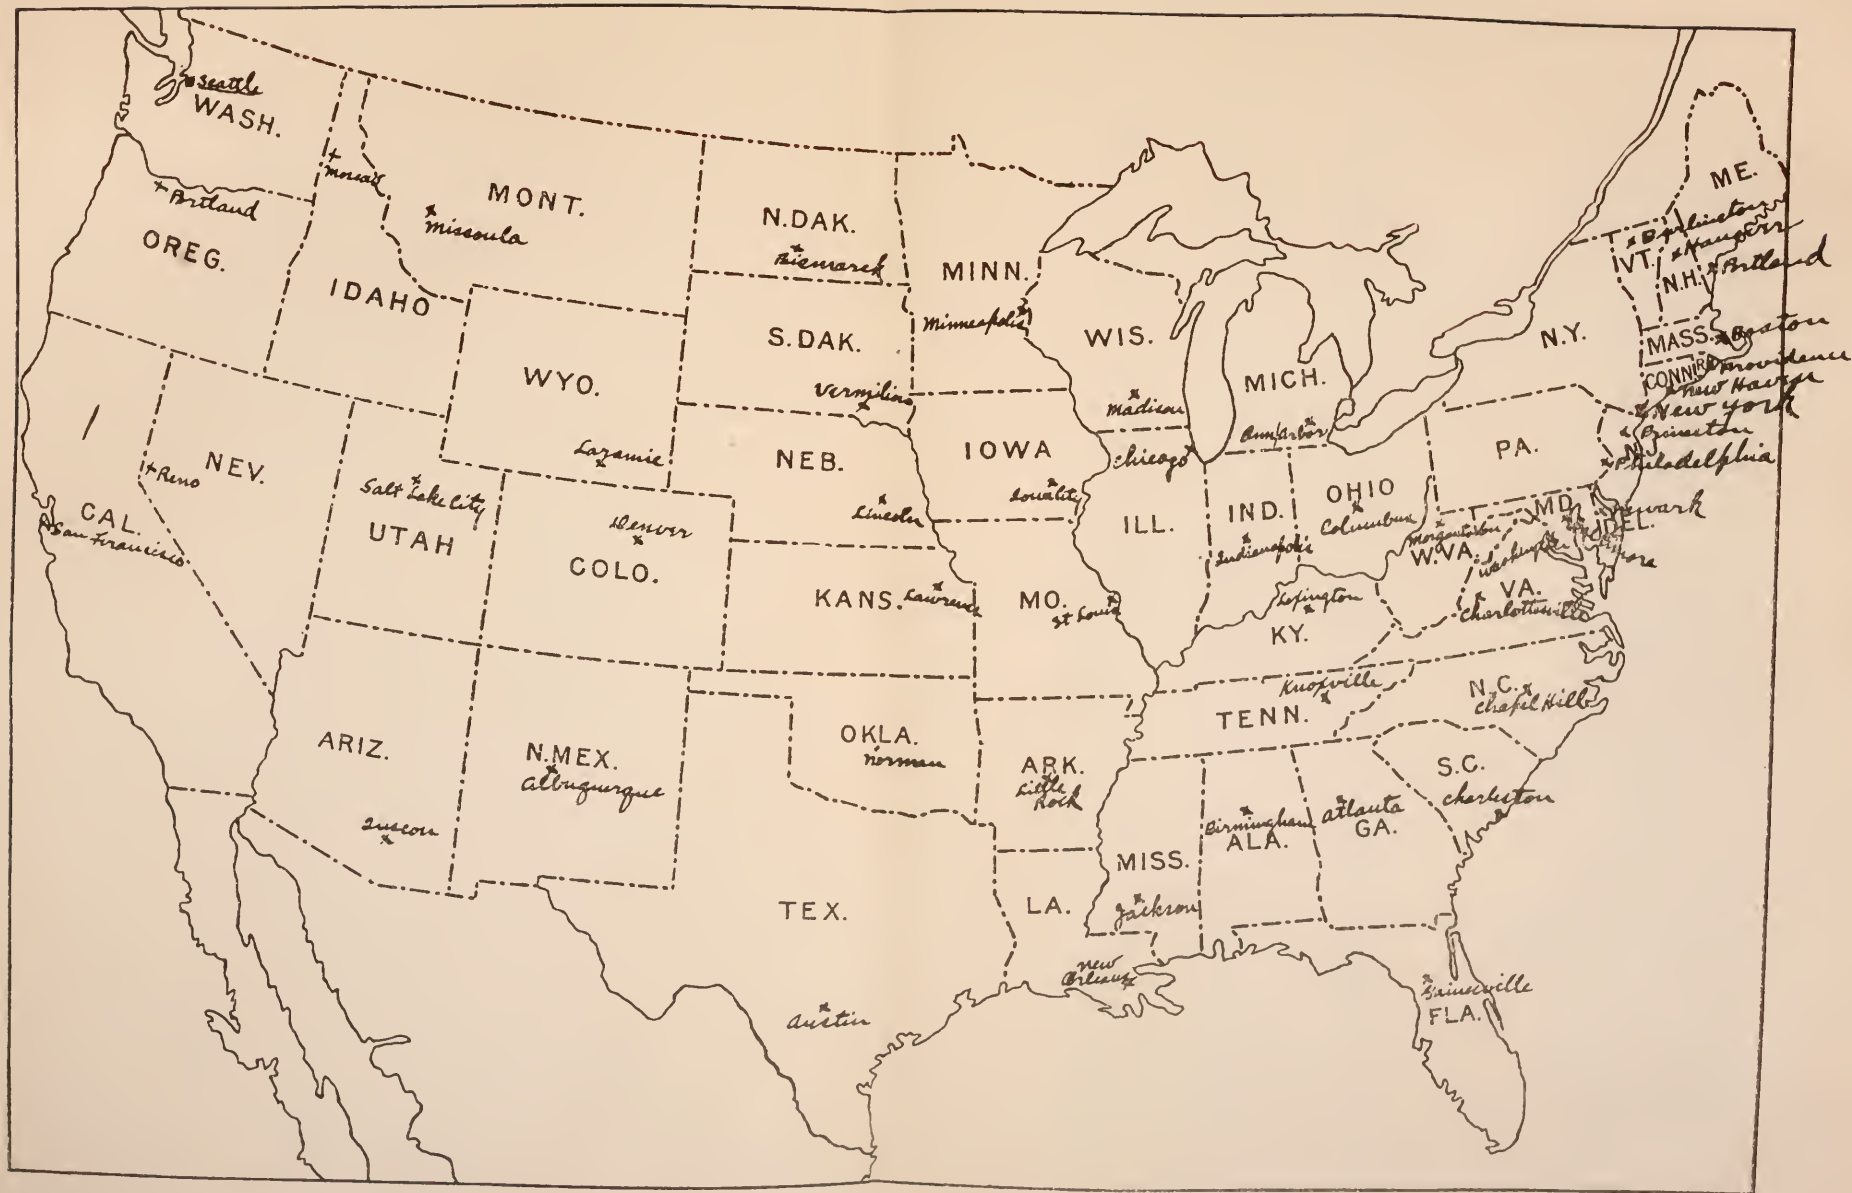 Seattle
WASH.
Portland
OREG.
Moscow
IDAHO
MONT.
Missoula
N.DAK.
Bismarck
MINN.
Minneapolis
S.DAK.
Vermilion
WYO.
Laramie
WIS.
Madison
MICH.
Ann Arbor
N.Y.
ME.
Burlington
Hanover
VT.
N.H.
Portland
MASS.
Boston
CONN.
R.I.
Providence
New Haven
New York
Princeton
N.J.
Philadelphia
PA.
CAL.
San Francisco
NEV.
Reno
Salt Lake City
UTAH
Denver
COLO.
NEB.
Lincoln
IOWA
Iowa City
Chicago
ILL.
IND.
Indianapolis
OHIO
Columbus
Morgantown
W.VA.
MD.
Newark
DEL.
Washington
VA.
Charlottesville
KANS.
Lawrence
MO.
St Louis
Lexington
KY.
Knoxville
TENN.
N.C.
Chapel Hill
ARIZ.
Tuscon
N.MEX.
Albuquerque
OKLA.
Norman
ARK.
Little
Rock
S.C.
Charleston
MISS.
Jackson
Birmingham
ALA.
Atlanta
GA.
TEX.
Austin
LA.
New
Orleans
Gainesville
FLA.